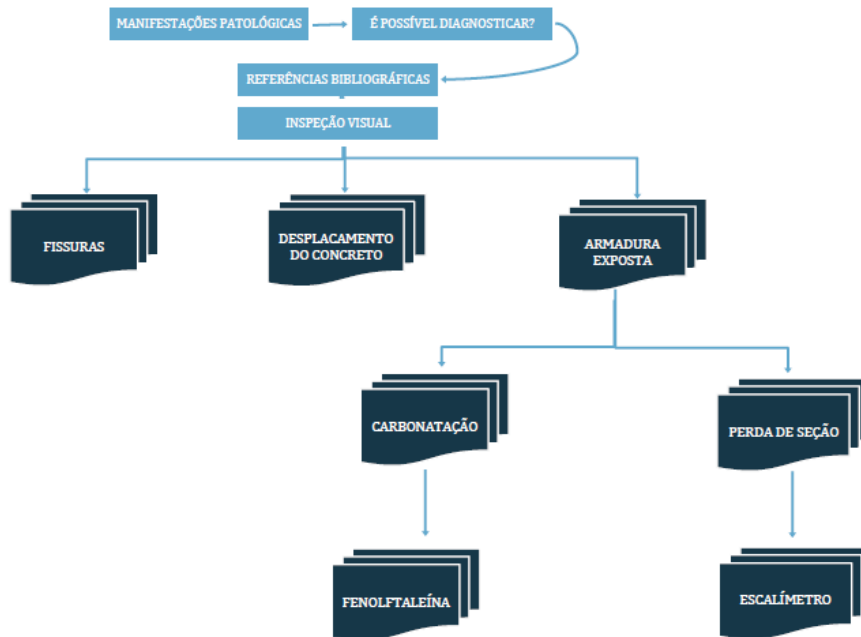 MANIFESTAÇÕES PATOLÓGICAS
É POSSÍVEL DIAGNOSTICAR?
REFERÊNCIAS BIBLIOGRÁFICAS
INSPEÇÃO VISUAL
FISSURAS
DESPLACAMENTO
DO CONCRETO
ARMADURA
EXPOSTA
CARBONATAÇÃO
PERDA DE SEÇÃO
FENOLFTALEÍNA
ESCALÍMETRO